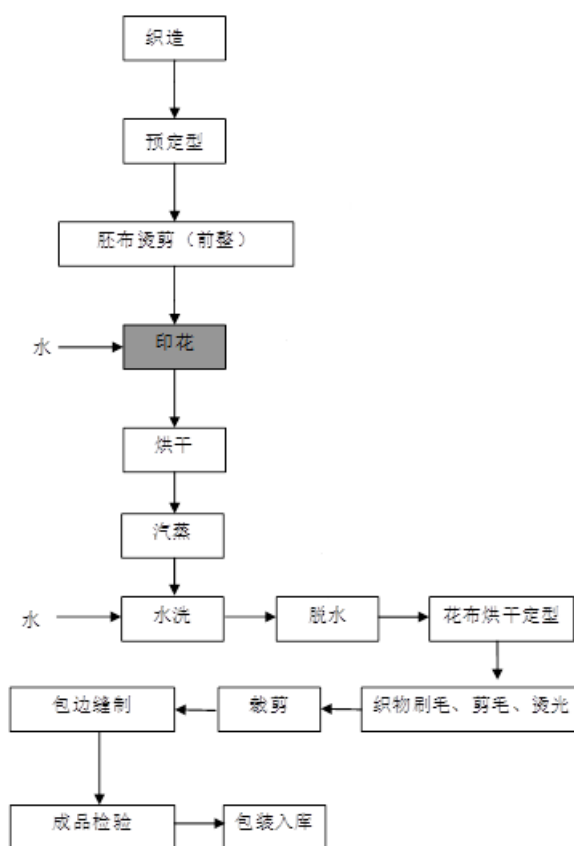 织造
预定型
胚布烫剪（前整）
水
印花
烘干
汽蒸
水
水洗
脱水
花布烘干定型
包边缝制
裁剪
织物刷毛、剪毛、烫光
成品检验
包装入库